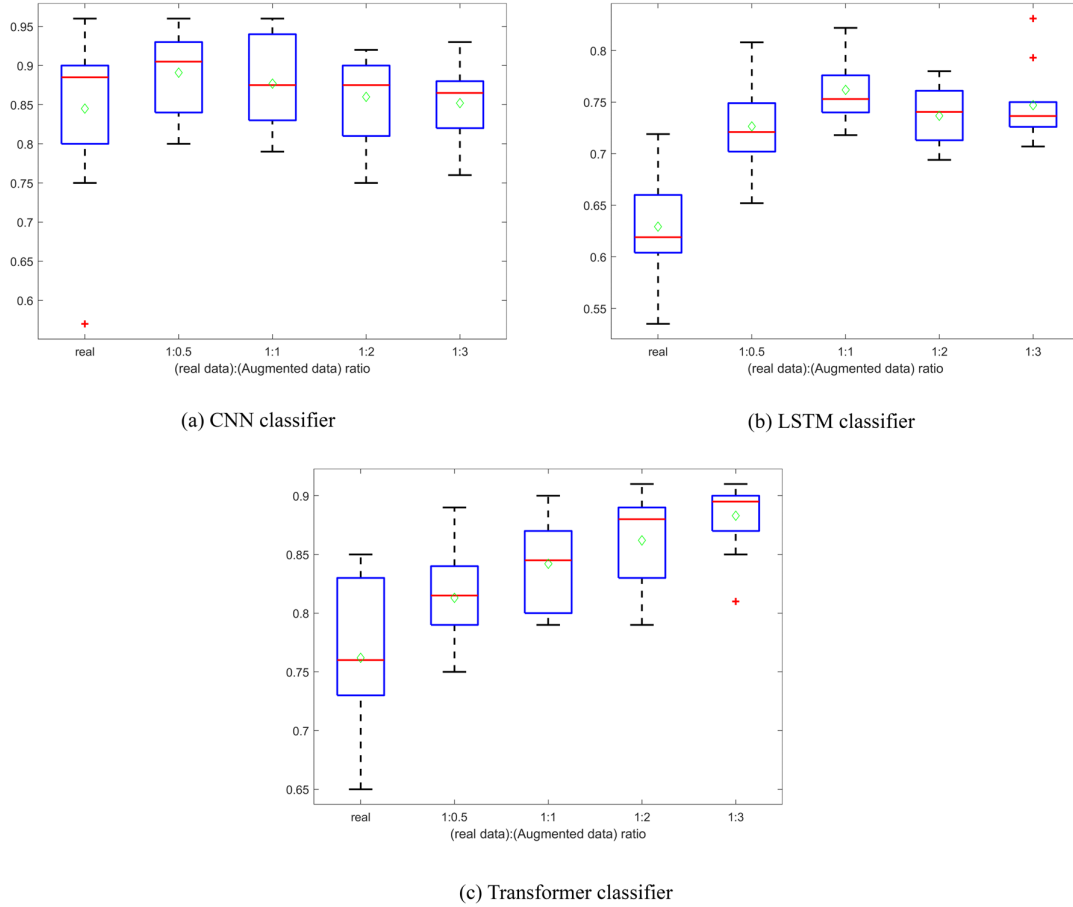 0.95
0.9
0.85
0.8
0.75
0.7
0.65
0.6
real 1:0.5 1:1 1:2 1:3
(real data):(Augmented data) ratio
(a) CNN classifier
0.8
0.75
0.7
0.65
0.6
0.55
real 1:0.5 1:1 1:2 1:3
(real data):(Augmented data) ratio
(b) LSTM classifier
0.9
0.85
0.8
0.75
0.7
0.65
real 1:0.5 1:1 1:2 1:3
(real data):(Augmented data) ratio
(c) Transformer classifier